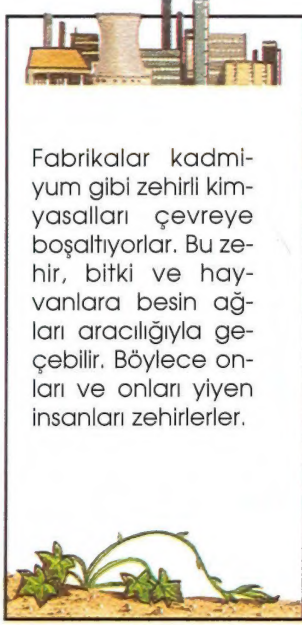 Fabrikalar kadmi-
yum gibi zehirli kim-
yasalları çevreye
boşaltıyorlar. Bu ze-
hir, bitki ve hay-
vanlara besin ağ-
ları aracılığıyla ge-
çebilir. Böylece on-
ları ve onları yiyen
insanları zehirlerler.